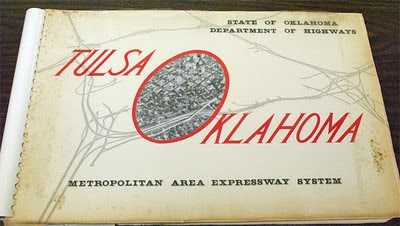 STATE OF OKLAHOMA
DEPARTMENT OF HIGHWAYS
TULSA
OKLAHOMA
METROPOLITAN AREA EXPRESSWAY SYSTEM